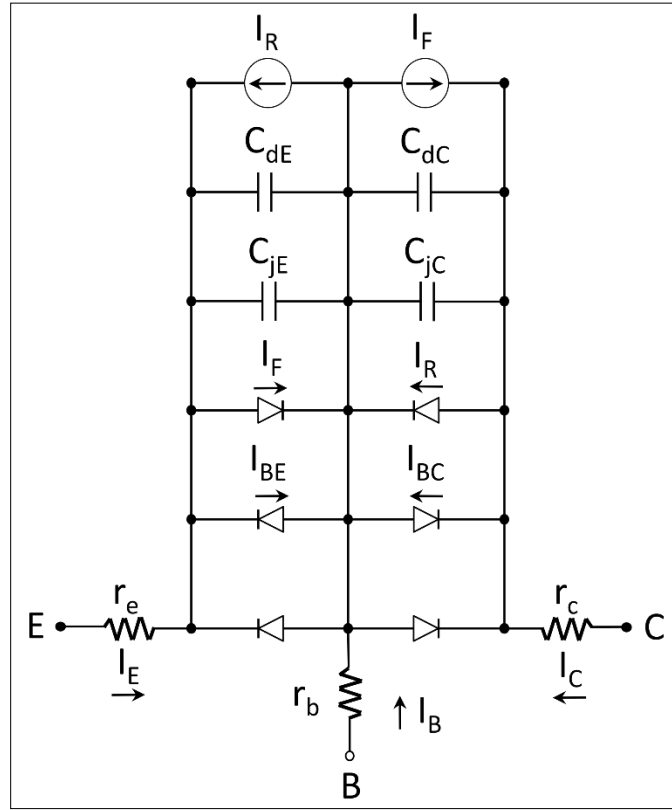 I_R I_F
C_dE C_dC
C_jE C_jC
I_F I_R
I_BE I_BC
r_e r_c
E C
I_E I_C
r_b I_B
B